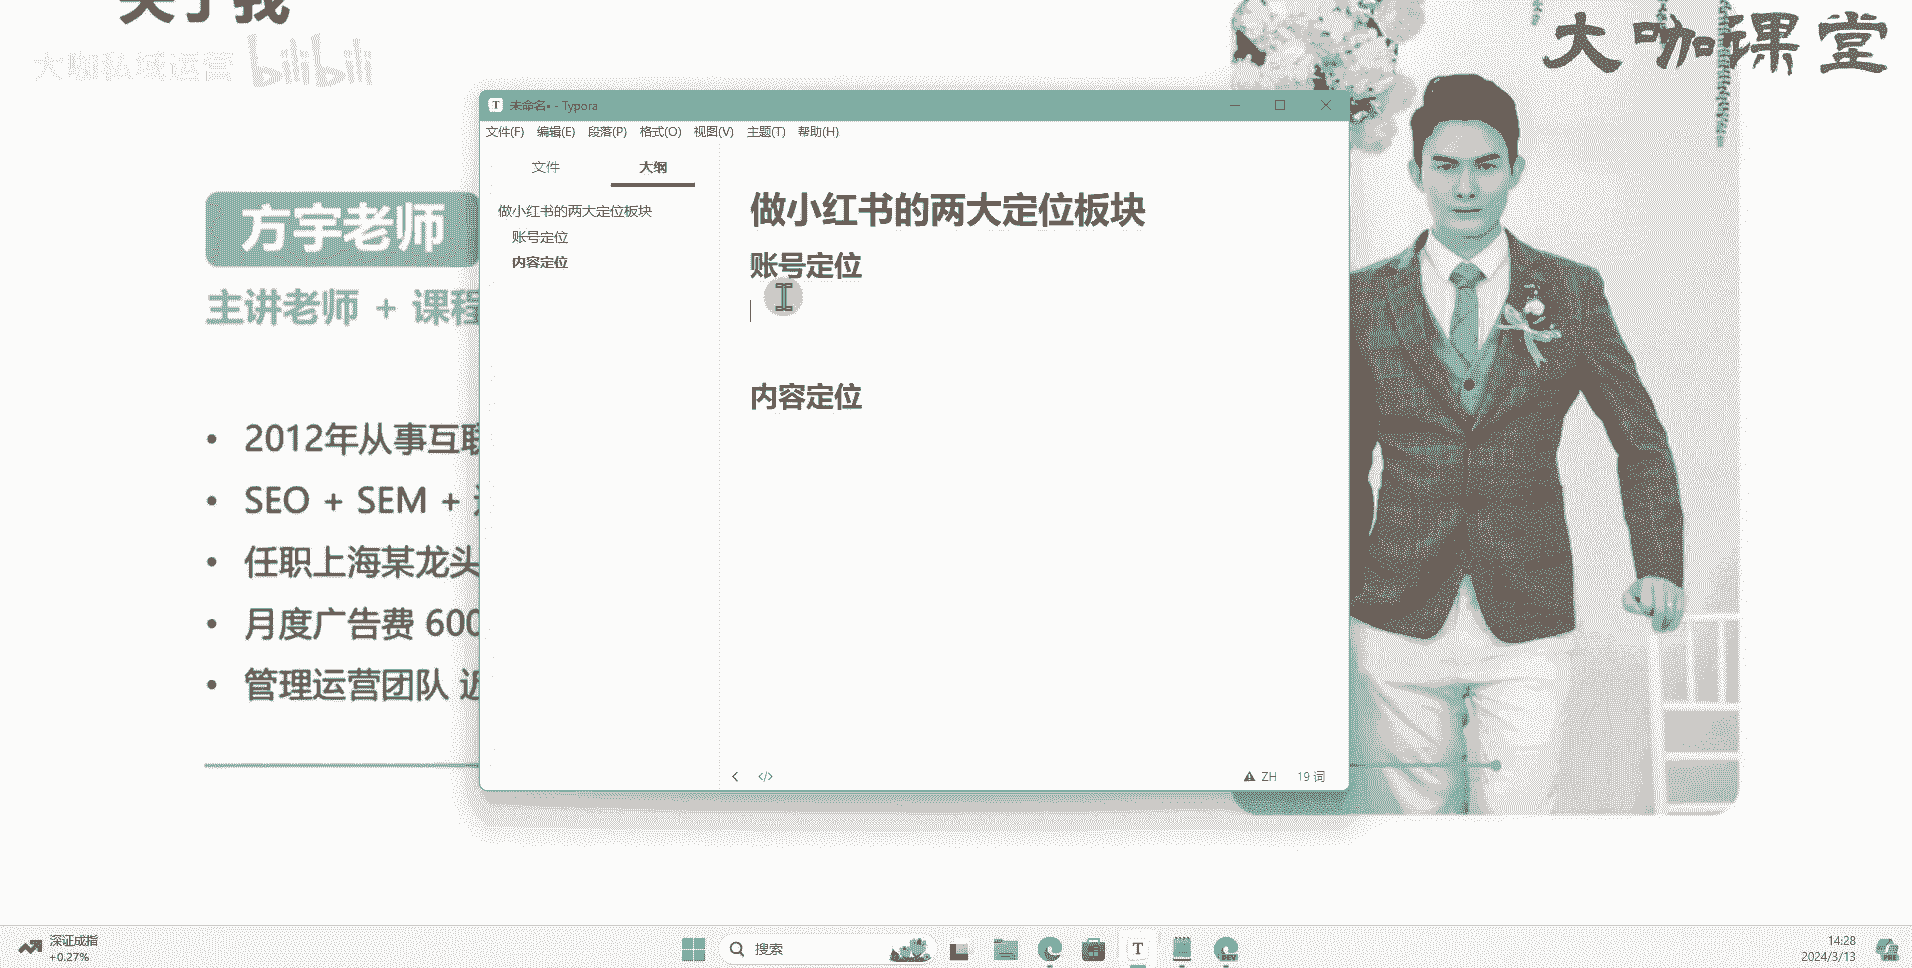 关于我
大咖私域运营 bilibili
大咖课堂
方宇老师
主讲老师 + 课程
2012年从事互联
SEO + SEM +
任职上海某龙头
月度广告费 600
管理运营团队 近
未命名• - Typora
文件(F) 编辑(E) 段落(P) 格式(O) 视图(V) 主题(T) 帮助(H)
文件 大纲
做小红书的两大定位板块
账号定位
内容定位
做小红书的两大定位板块
账号定位
内容定位
</> ZH 19 词
深证成指
+0.27%
搜索
T
DEV
14:28
2024/3/13
PRE